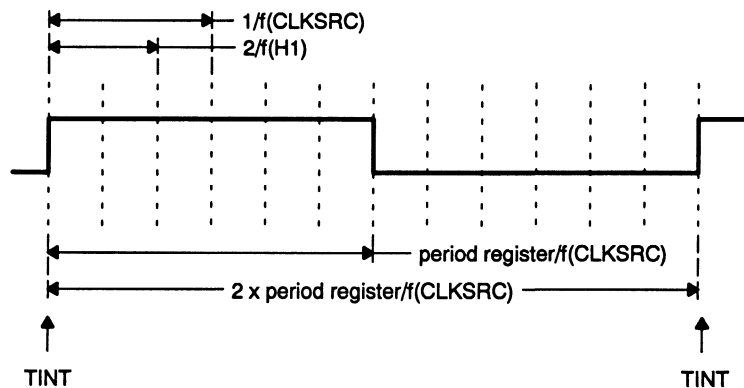 1/f(CLKSRC)
2/f(H1)
period register/f(CLKSRC)
2 x period register/f(CLKSRC)
TINT
TINT